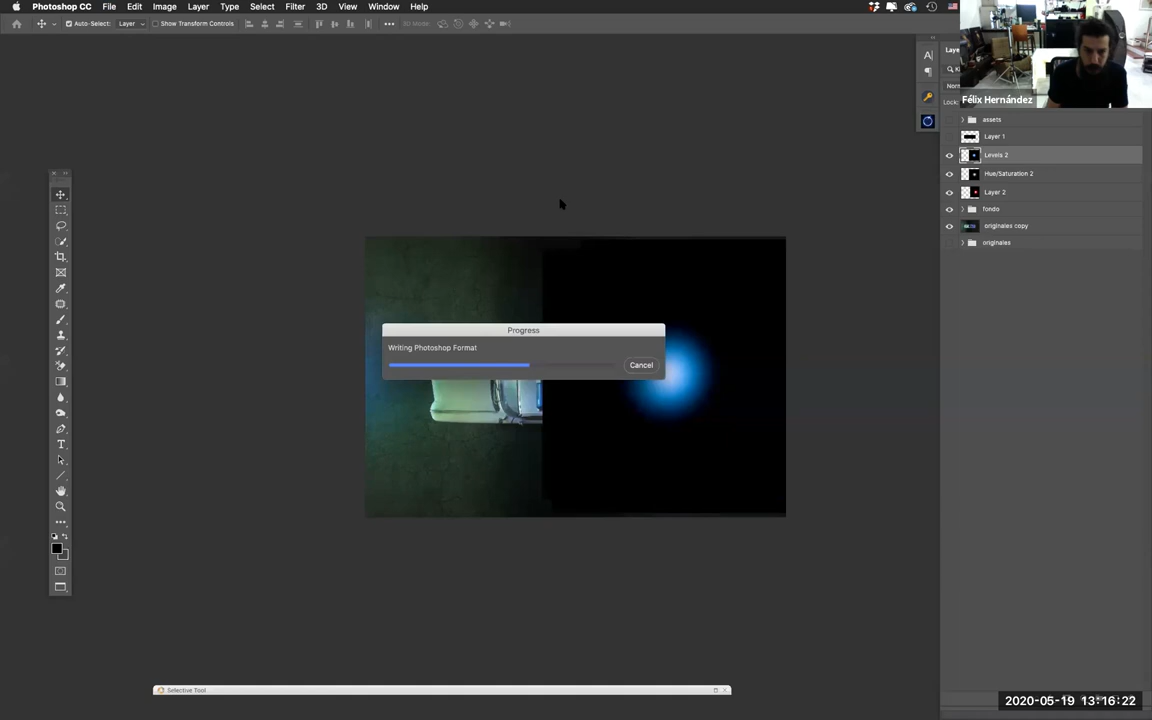 Photoshop CC File Edit Image Layer Type Select Filter 3D View Window Help
Auto-Select: Layer Show Transform Controls 3D Mode:
Félix Hernández
assets
Layer 1
Levels 2
Hue/Saturation 2
Layer 2
fondo
originales copy
originales
Progress
Writing Photoshop Format
Cancel
Selective Tool
2020-05-19 13:16:22